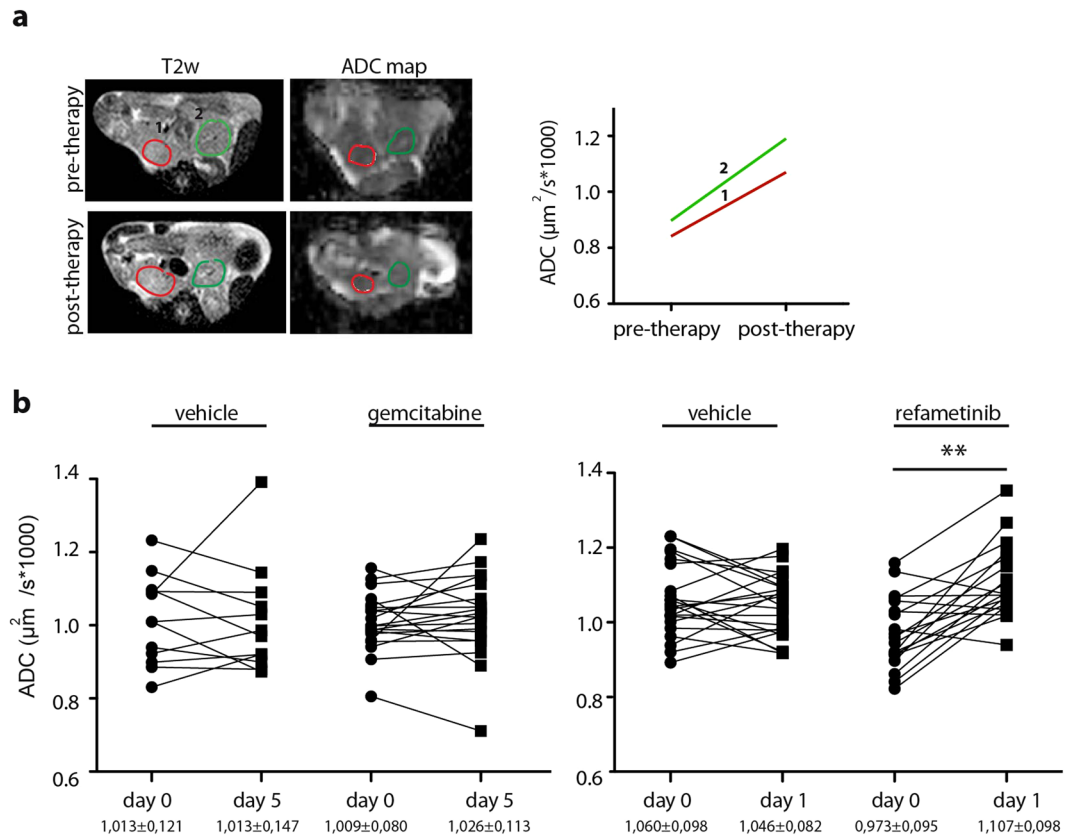 a
T2w
ADC map
pre-therapy
1
2
post-therapy
ADC (µm²/s*1000)
1.2
1.0
0.8
0.6
2
1
pre-therapy
post-therapy
b
vehicle
gemcitabine
vehicle
refametinib
**
ADC (µm²/s*1000)
1.4
1.2
1.0
0.8
0.6
1.4
1.2
1.0
0.8
0.6
day 0
day 5
day 0
day 5
day 0
day 1
day 0
day 1
1,013±0,121
1,013±0,147
1,009±0,080
1,026±0,113
1,060±0,098
1,046±0,082
0,973±0,095
1,107±0,098